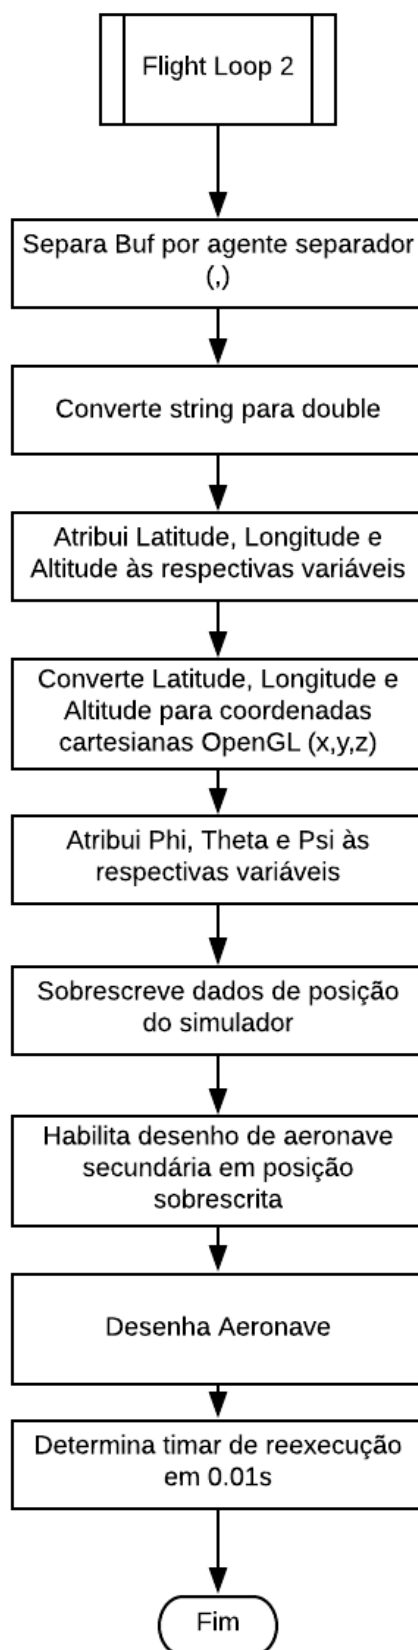 Flight Loop 2
Separa Buf por agente separador
(,)
Converte string para double
Atribui Latitude, Longitude e
Altitude às respectivas variáveis
Converte Latitude, Longitude e
Altitude para coordenadas
cartesianas OpenGL (x,y,z)
Atribui Phi, Theta e Psi às
respectivas variáveis
Sobrescreve dados de posição
do simulador
Habilita desenho de aeronave
secundária em posição
sobrescrita
Desenha Aeronave
Determina timar de reexecução
em 0.01s
Fim